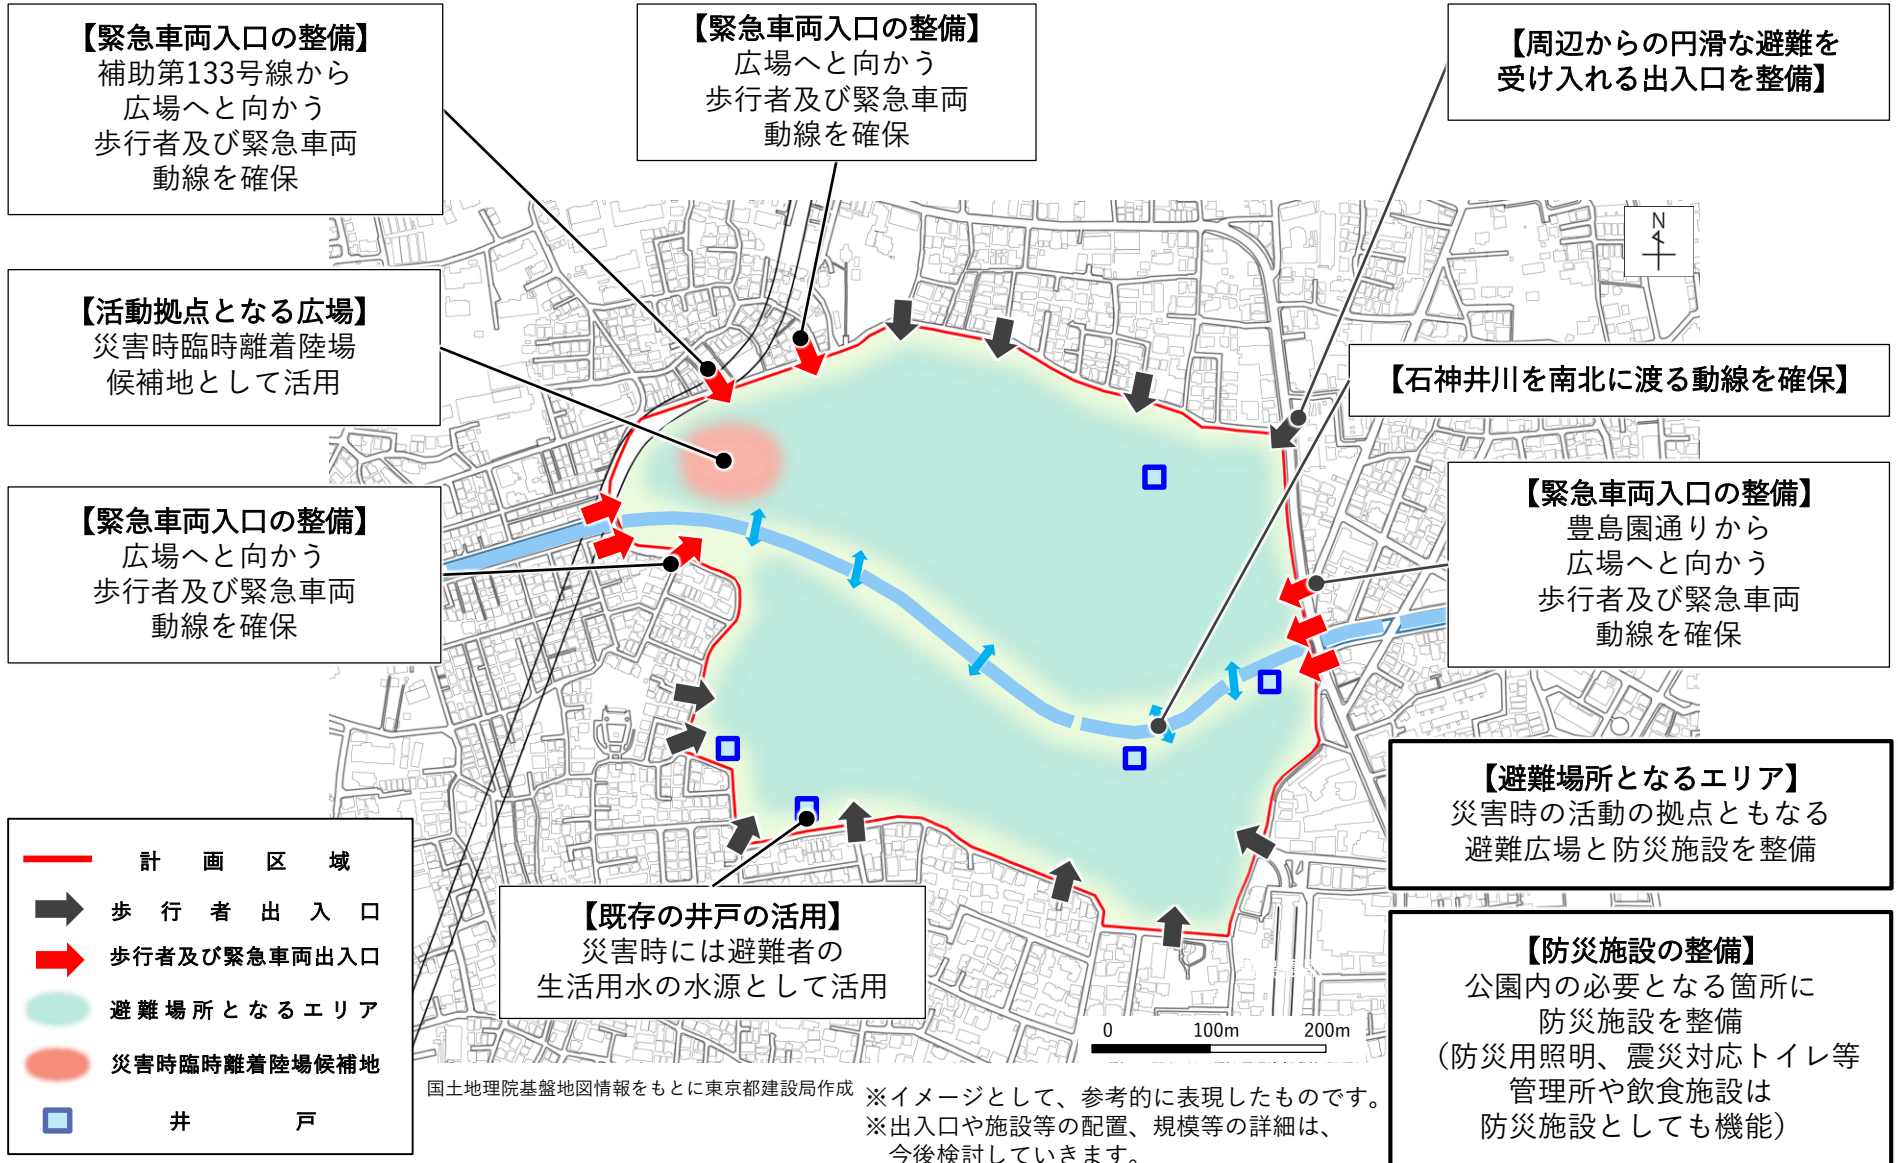 【緊急車両入口の整備】
補助第133号線から
広場へと向かう
歩行者及び緊急車両
動線を確保
【緊急車両入口の整備】
広場へと向かう
歩行者及び緊急車両
動線を確保
【周辺からの円滑な避難を
受け入れる出入口を整備】
N
【活動拠点となる広場】
災害時臨時離着陸場
候補地として活用
【石神井川を南北に渡る動線を確保】
【緊急車両入口の整備】
広場へと向かう
歩行者及び緊急車両
動線を確保
【緊急車両入口の整備】
豊島園通りから
広場へと向かう
歩行者及び緊急車両
動線を確保
【避難場所となるエリア】
災害時の活動の拠点ともなる
避難広場と防災施設を整備
計画区域
歩行者出入口
歩行者及び緊急車両出入口
避難場所となるエリア
災害時臨時離着陸場候補地
井戸
【既存の井戸の活用】
災害時には避難者の
生活用水の水源として活用
【防災施設の整備】
公園内の必要となる箇所に
防災施設を整備
（防災用照明、震災対応トイレ等
管理所や飲食施設は
防災施設としても機能）
0 100m 200m
国土地理院基盤地図情報をもとに東京都建設局作成
※イメージとして、参考的に表現したものです。
※出入口や施設等の配置、規模等の詳細は、
今後検討していきます。